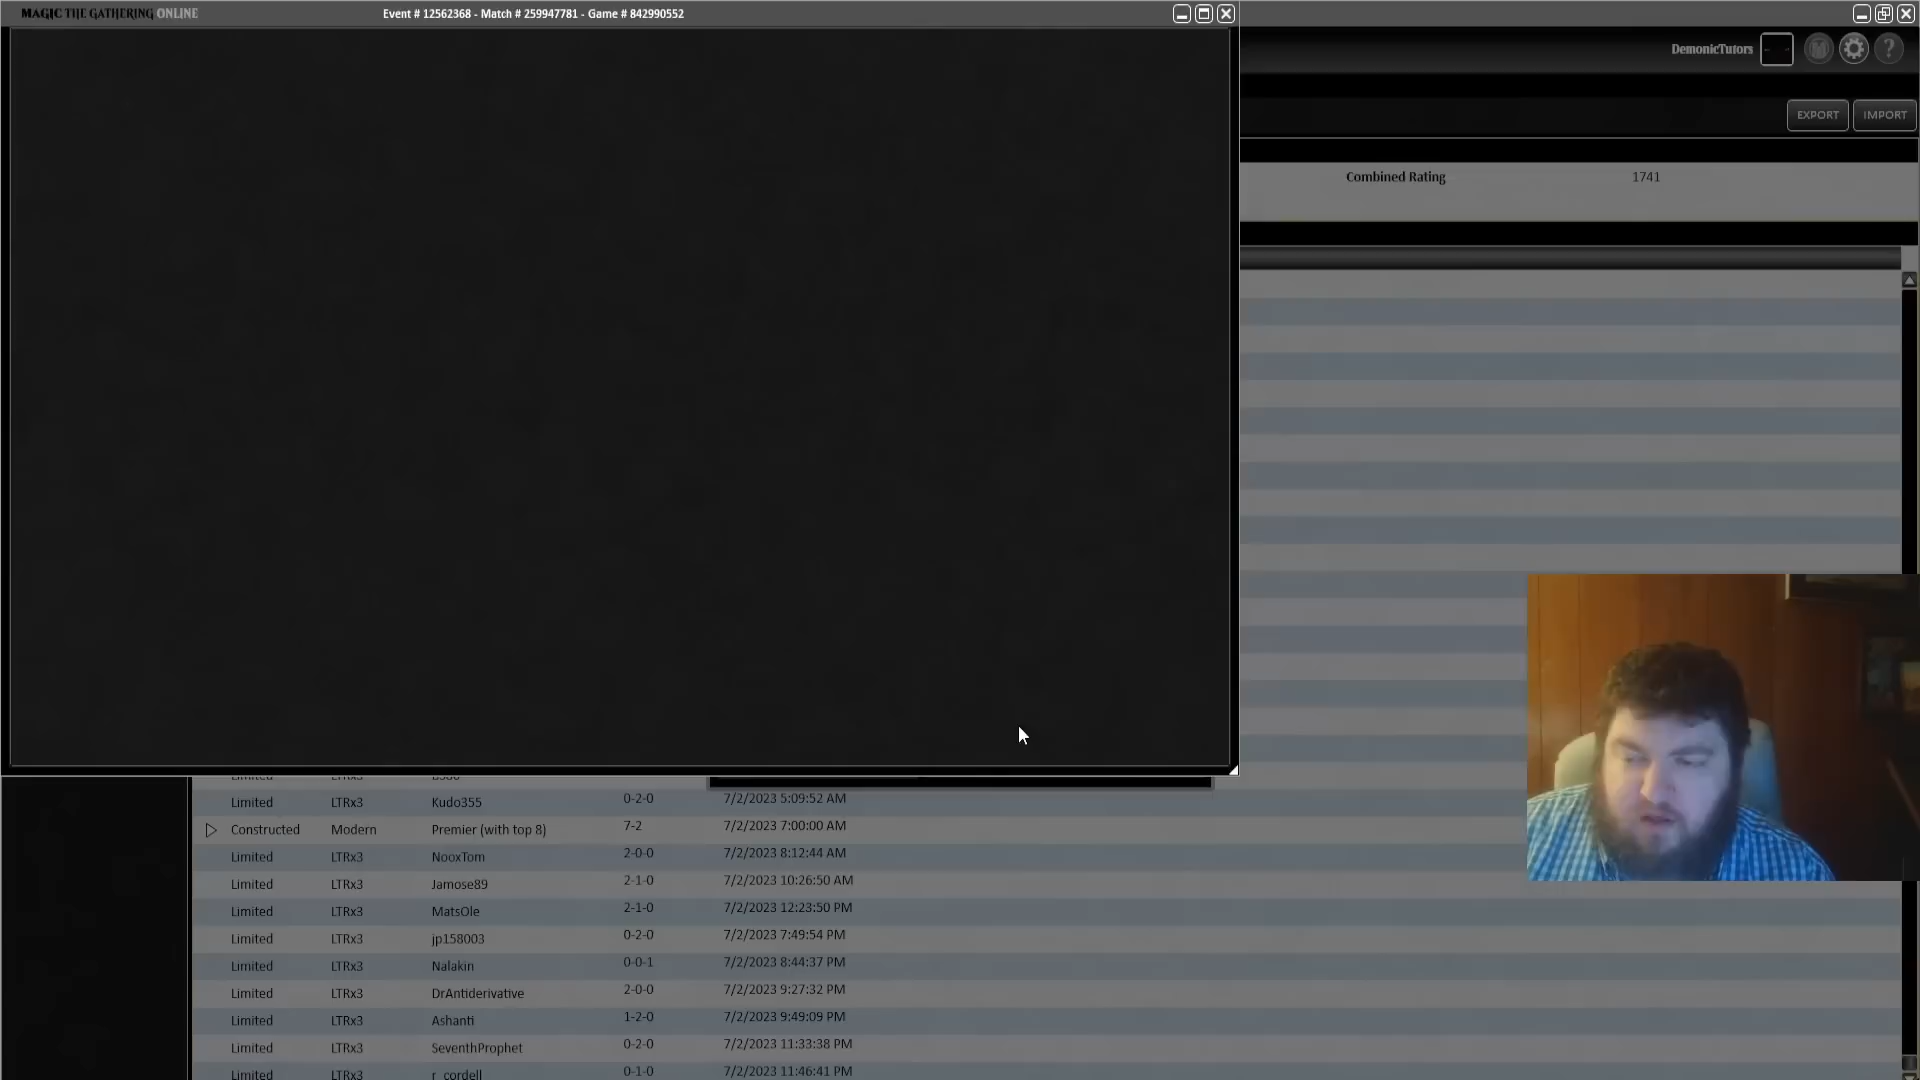 MAGIC THE GATHERING ONLINE
Event # 12562368 - Match # 259947781 - Game # 842990552
DemonicTutors
?
EXPORT IMPORT
Combined Rating 1741
Limited LTRx3 Kudo355 0-2-0 7/2/2023 5:09:52 AM
Constructed Modern Premier (with top 8) 7-2 7/2/2023 7:00:00 AM
Limited LTRx3 NooxTom 2-0-0 7/2/2023 8:12:44 AM
Limited LTRx3 Jamose89 2-1-0 7/2/2023 10:26:50 AM
Limited LTRx3 MatsOle 2-1-0 7/2/2023 12:23:50 PM
Limited LTRx3 jp158003 0-2-0 7/2/2023 7:49:54 PM
Limited LTRx3 Nalakin 0-0-1 7/2/2023 8:44:37 PM
Limited LTRx3 DrAntiderivative 2-0-0 7/2/2023 9:27:32 PM
Limited LTRx3 Ashanti 1-2-0 7/2/2023 9:49:09 PM
Limited LTRx3 SeventhProphet 0-2-0 7/2/2023 11:33:38 PM
Limited LTRx3 r_cordell 0-1-0 7/2/2023 11:46:41 PM